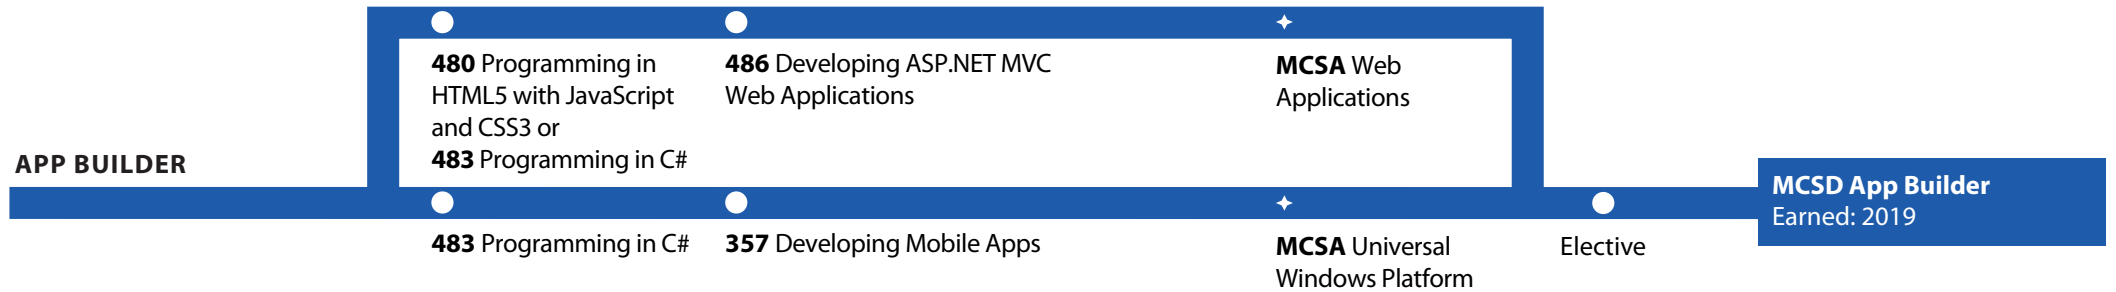 480 Programming in
HTML5 with JavaScript
and CSS3 or
483 Programming in C#
486 Developing ASP.NET MVC
Web Applications
MCSA Web
Applications
APP BUILDER
483 Programming in C#
357 Developing Mobile Apps
MCSA Universal
Windows Platform
Elective
MCSD App Builder
Earned: 2019